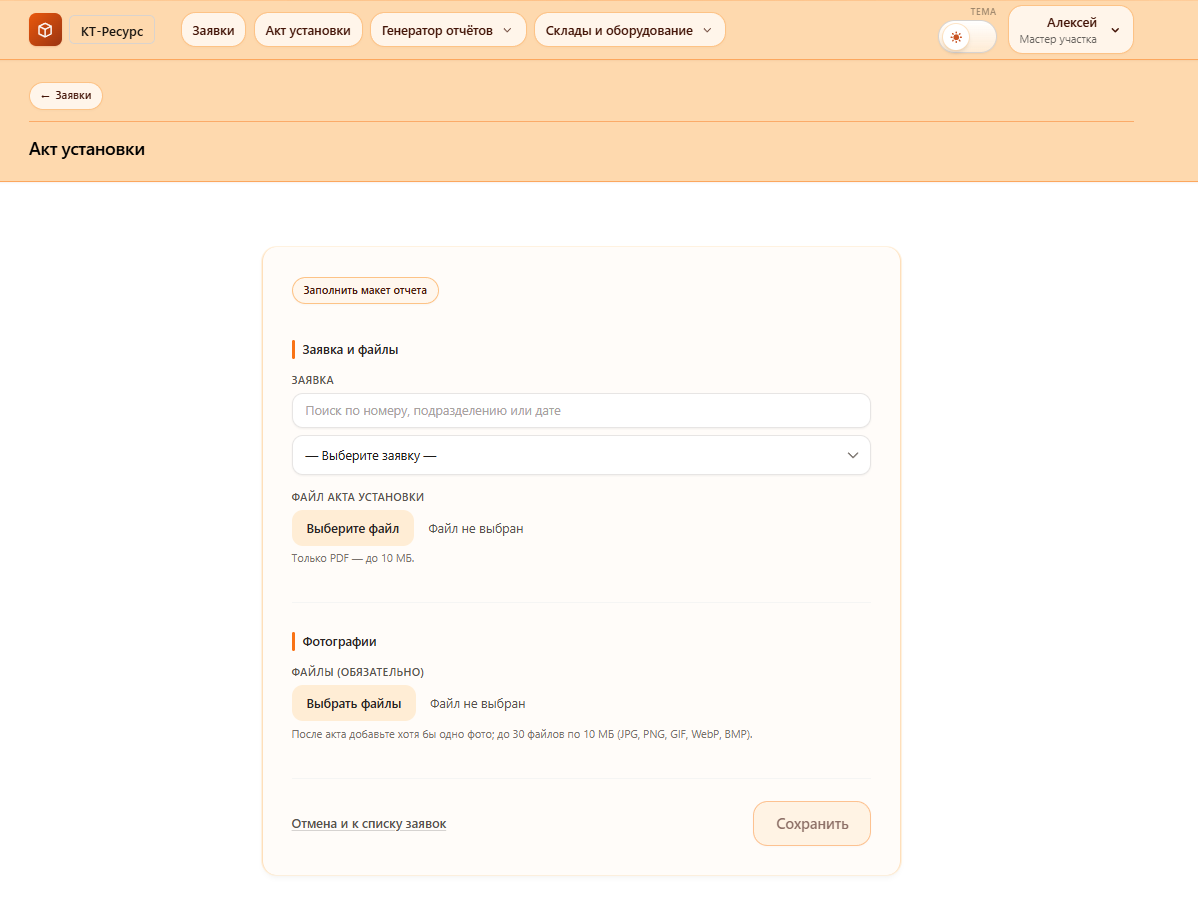 КТ-Ресурс
Заявки
Акт установки
Генератор отчётов
Склады и оборудование
ТЕМА
Алексей
Мастер участка
← Заявки
Акт установки
Заполнить макет отчета
Заявка и файлы
ЗАЯВКА
Поиск по номеру, подразделению или дате
— Выберите заявку —
ФАЙЛ АКТА УСТАНОВКИ
Выберите файл Файл не выбран
Только PDF — до 10 МБ.
Фотографии
ФАЙЛЫ (ОБЯЗАТЕЛЬНО)
Выбрать файлы Файл не выбран
После акта добавьте хотя бы одно фото; до 30 файлов по 10 МБ (JPG, PNG, GIF, WebP, BMP).
Отмена и к списку заявок
Сохранить